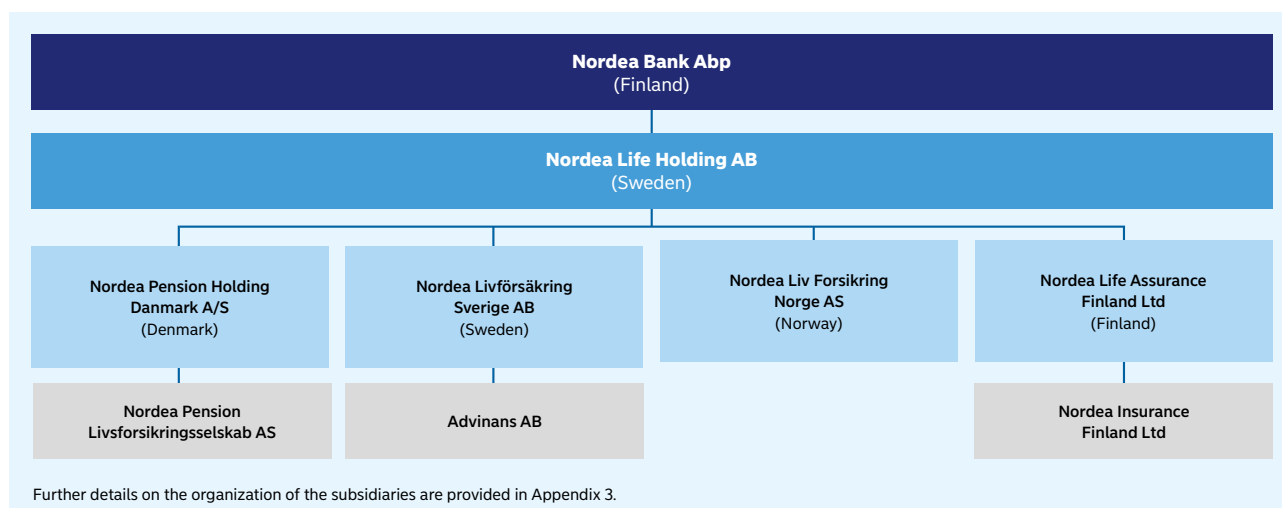 Nordea Bank Abp
(Finland)
Nordea Life Holding AB
(Sweden)
Nordea Pension Holding
Danmark A/S
(Denmark)
Nordea Livförsäkring
Sverige AB
(Sweden)
Nordea Liv Forsikring
Norge AS
(Norway)
Nordea Life Assurance
Finland Ltd
(Finland)
Nordea Pension
Livsforsikringsselskab AS
Advinans AB
Nordea Insurance
Finland Ltd
Further details on the organization of the subsidiaries are provided in Appendix 3.